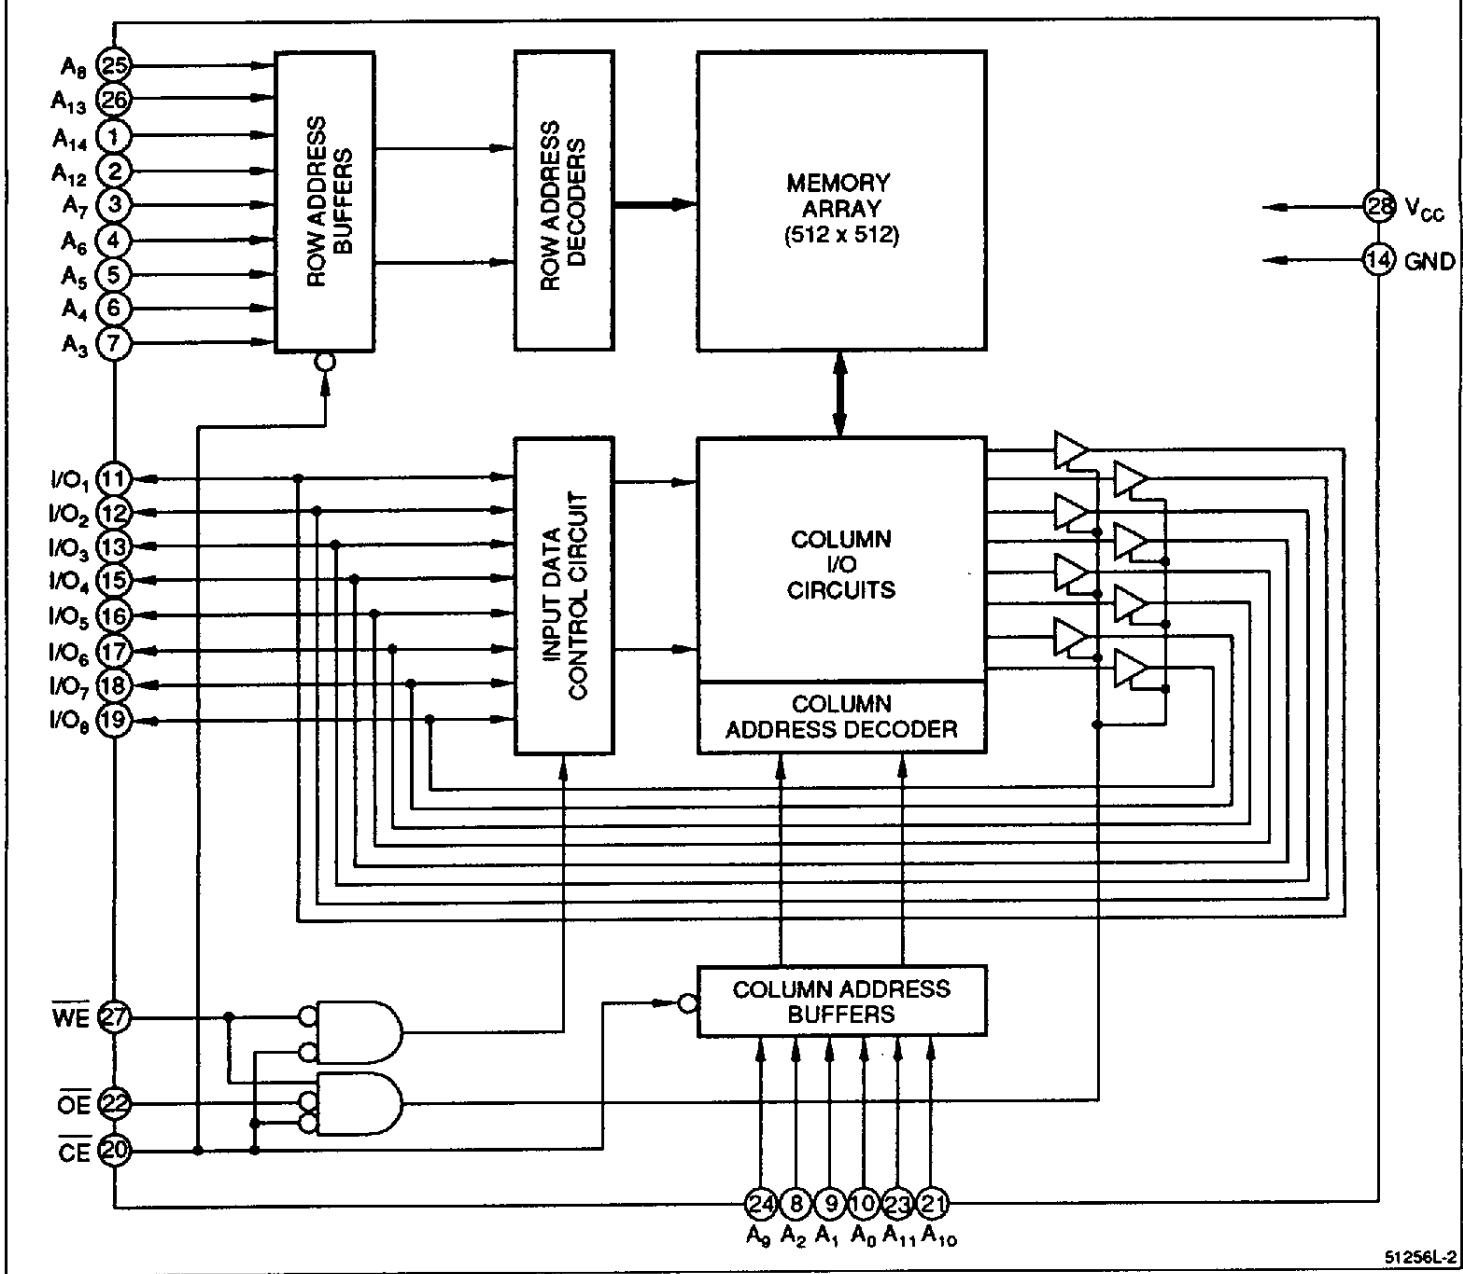 A8 25
A13 26
A14 1
A12 2
A7 3
A6 4
A5 5
A4 6
A3 7
ROW ADDRESS
BUFFERS
ROW ADDRESS
DECODERS
MEMORY
ARRAY
(512 x 512)
28 VCC
14 GND
I/O1 11
I/O2 12
I/O3 13
I/O4 15
I/O5 16
I/O6 17
I/O7 18
I/O8 19
INPUT DATA
CONTROL CIRCUIT
COLUMN
I/O
CIRCUITS
COLUMN
ADDRESS DECODER
COLUMN ADDRESS
BUFFERS
W̅E̅ 27
O̅E̅ 22
C̅E̅ 20
24 8 9 10 23 21
A9 A2 A1 A0 A11 A10
51256L-2